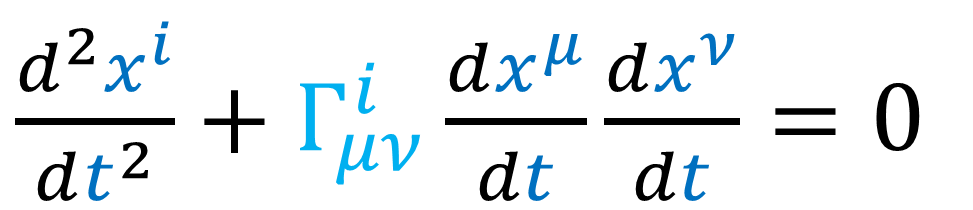 d²xⁱ/dt² + Γⁱ_μν dx^μ/dt dx^ν/dt = 0